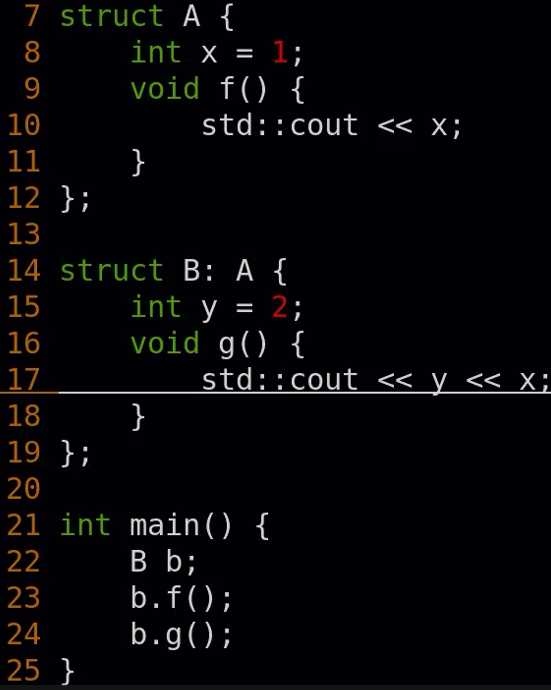 7 struct A {
8     int x = 1;
9     void f() {
10         std::cout << x;
11     }
12 };
13
14 struct B: A {
15     int y = 2;
16     void g() {
17         std::cout << y << x;
18     }
19 };
20
21 int main() {
22     B b;
23     b.f();
24     b.g();
25 }